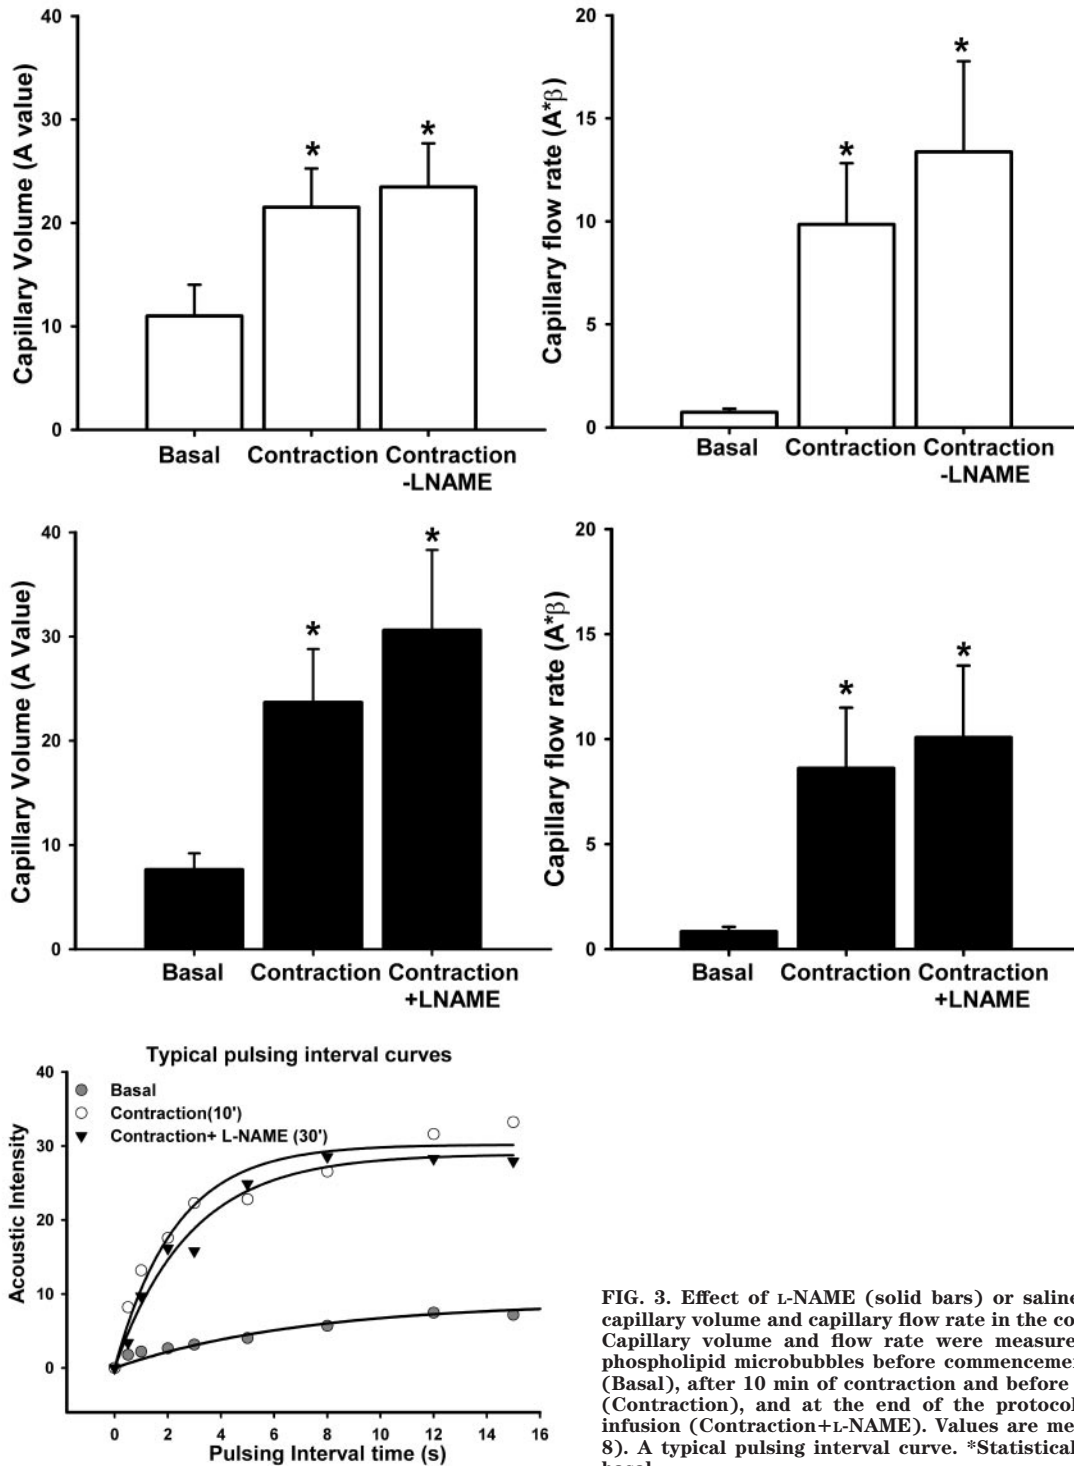 40
30
20
10
0
Capillary Volume (A value)
*
*
Basal
Contraction
Contraction
-LNAME
20
15
10
5
0
Capillary flow rate (A*β)
*
*
Basal
Contraction
Contraction
-LNAME
40
30
20
10
0
Capillary Volume (A Value)
*
*
Basal
Contraction
Contraction
+LNAME
20
15
10
5
0
Capillary flow rate (A*β)
*
*
Basal
Contraction
Contraction
+LNAME
Typical pulsing interval curves
40
30
20
10
0
Acoustic Intensity
Basal
Contraction(10')
Contraction+ L-NAME (30')
0 2 4 6 8 10 12 14 16
Pulsing Interval time (s)
FIG. 3. Effect of L-NAME (solid bars) or saline
capillary volume and capillary flow rate in the co
Capillary volume and flow rate were measure
phospholipid microbubbles before commenceme
(Basal), after 10 min of contraction and before
(Contraction), and at the end of the protocol
infusion (Contraction+L-NAME). Values are me
8). A typical pulsing interval curve. *Statistical